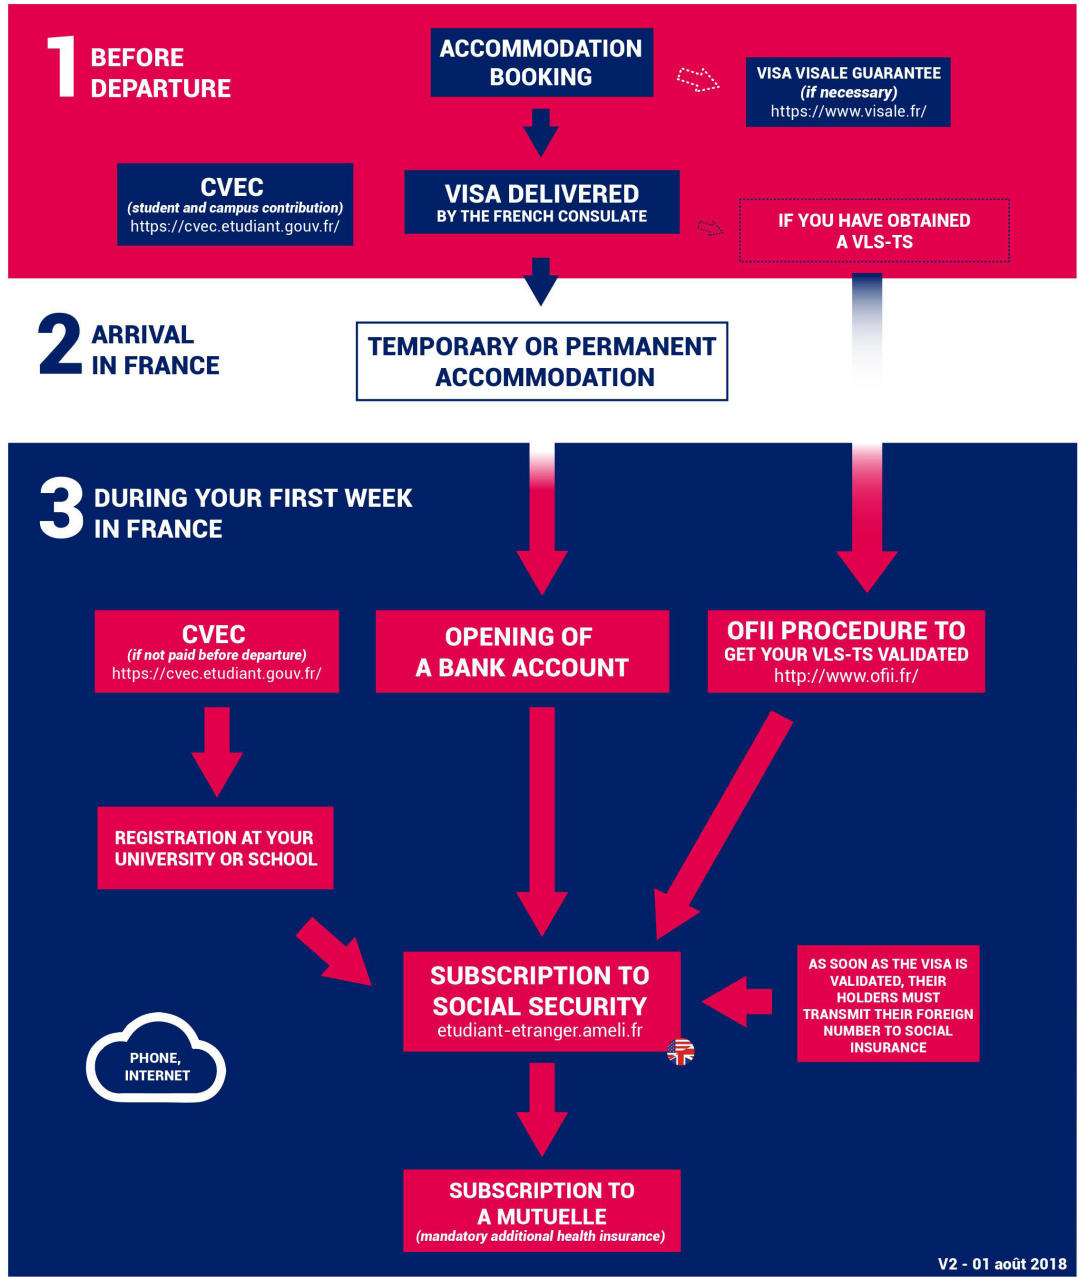 1 BEFORE
DEPARTURE
ACCOMMODATION
BOOKING
VISA VISALE GUARANTEE
(if necessary)
https://www.visale.fr/
CVEC
(student and campus contribution)
https://cvec.etudiant.gouv.fr/
VISA DELIVERED
BY THE FRENCH CONSULATE
IF YOU HAVE OBTAINED
A VLS-TS
2 ARRIVAL
IN FRANCE
TEMPORARY OR PERMANENT
ACCOMMODATION
3 DURING YOUR FIRST WEEK
IN FRANCE
CVEC
(if not paid before departure)
https://cvec.etudiant.gouv.fr/
OPENING OF
A BANK ACCOUNT
OFII PROCEDURE TO
GET YOUR VLS-TS VALIDATED
http://www.ofii.fr/
REGISTRATION AT YOUR
UNIVERSITY OR SCHOOL
SUBSCRIPTION TO
SOCIAL SECURITY
etudiant-etranger.ameli.fr
AS SOON AS THE VISA IS
VALIDATED, THEIR
HOLDERS MUST
TRANSMIT THEIR FOREIGN
NUMBER TO SOCIAL
INSURANCE
PHONE,
INTERNET
SUBSCRIPTION TO
A MUTUELLE
(mandatory additional health insurance)
V2 - 01 août 2018